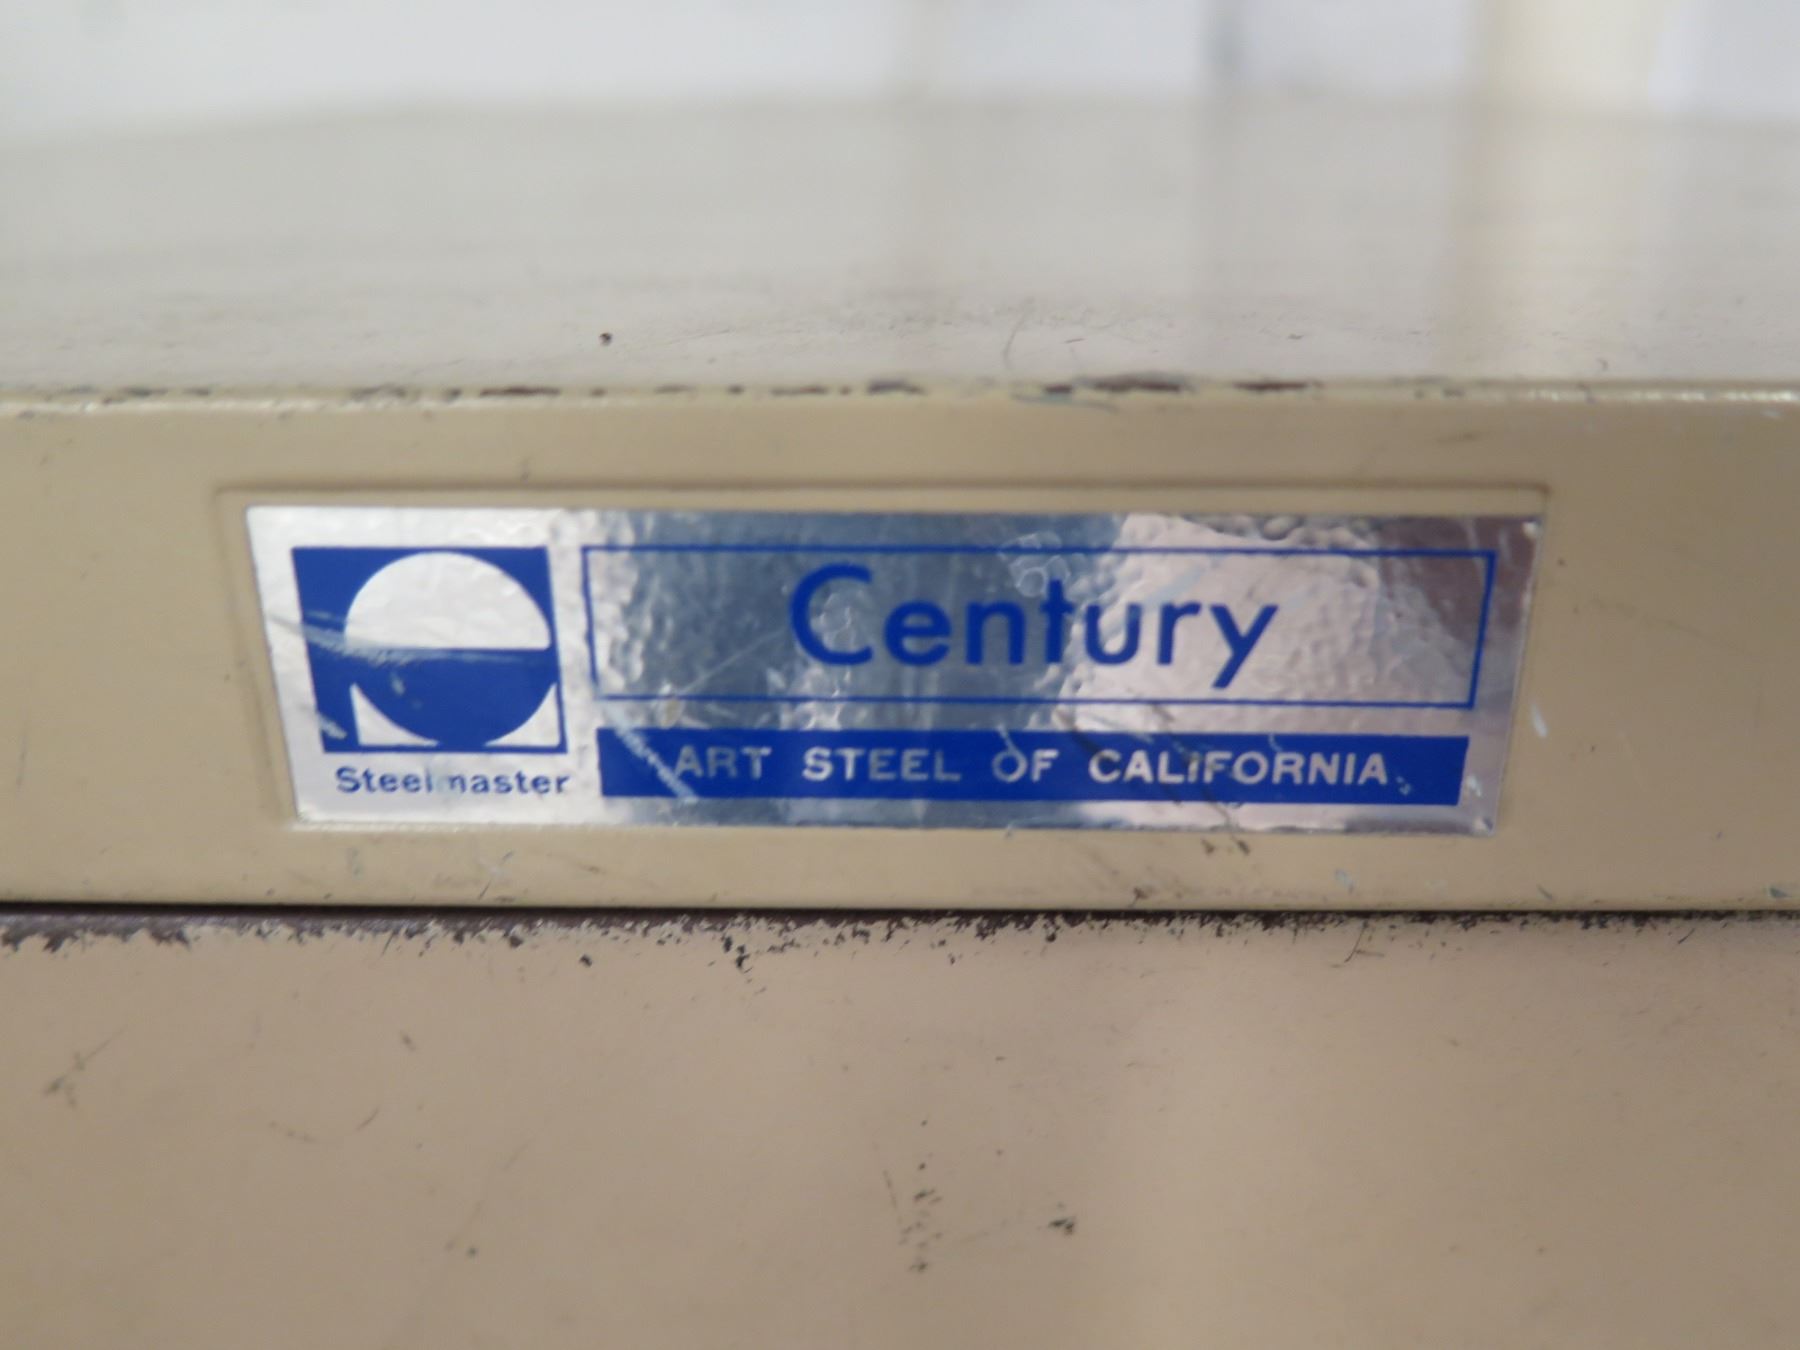 Century
Steelmaster
ART STEEL OF CALIFORNIA